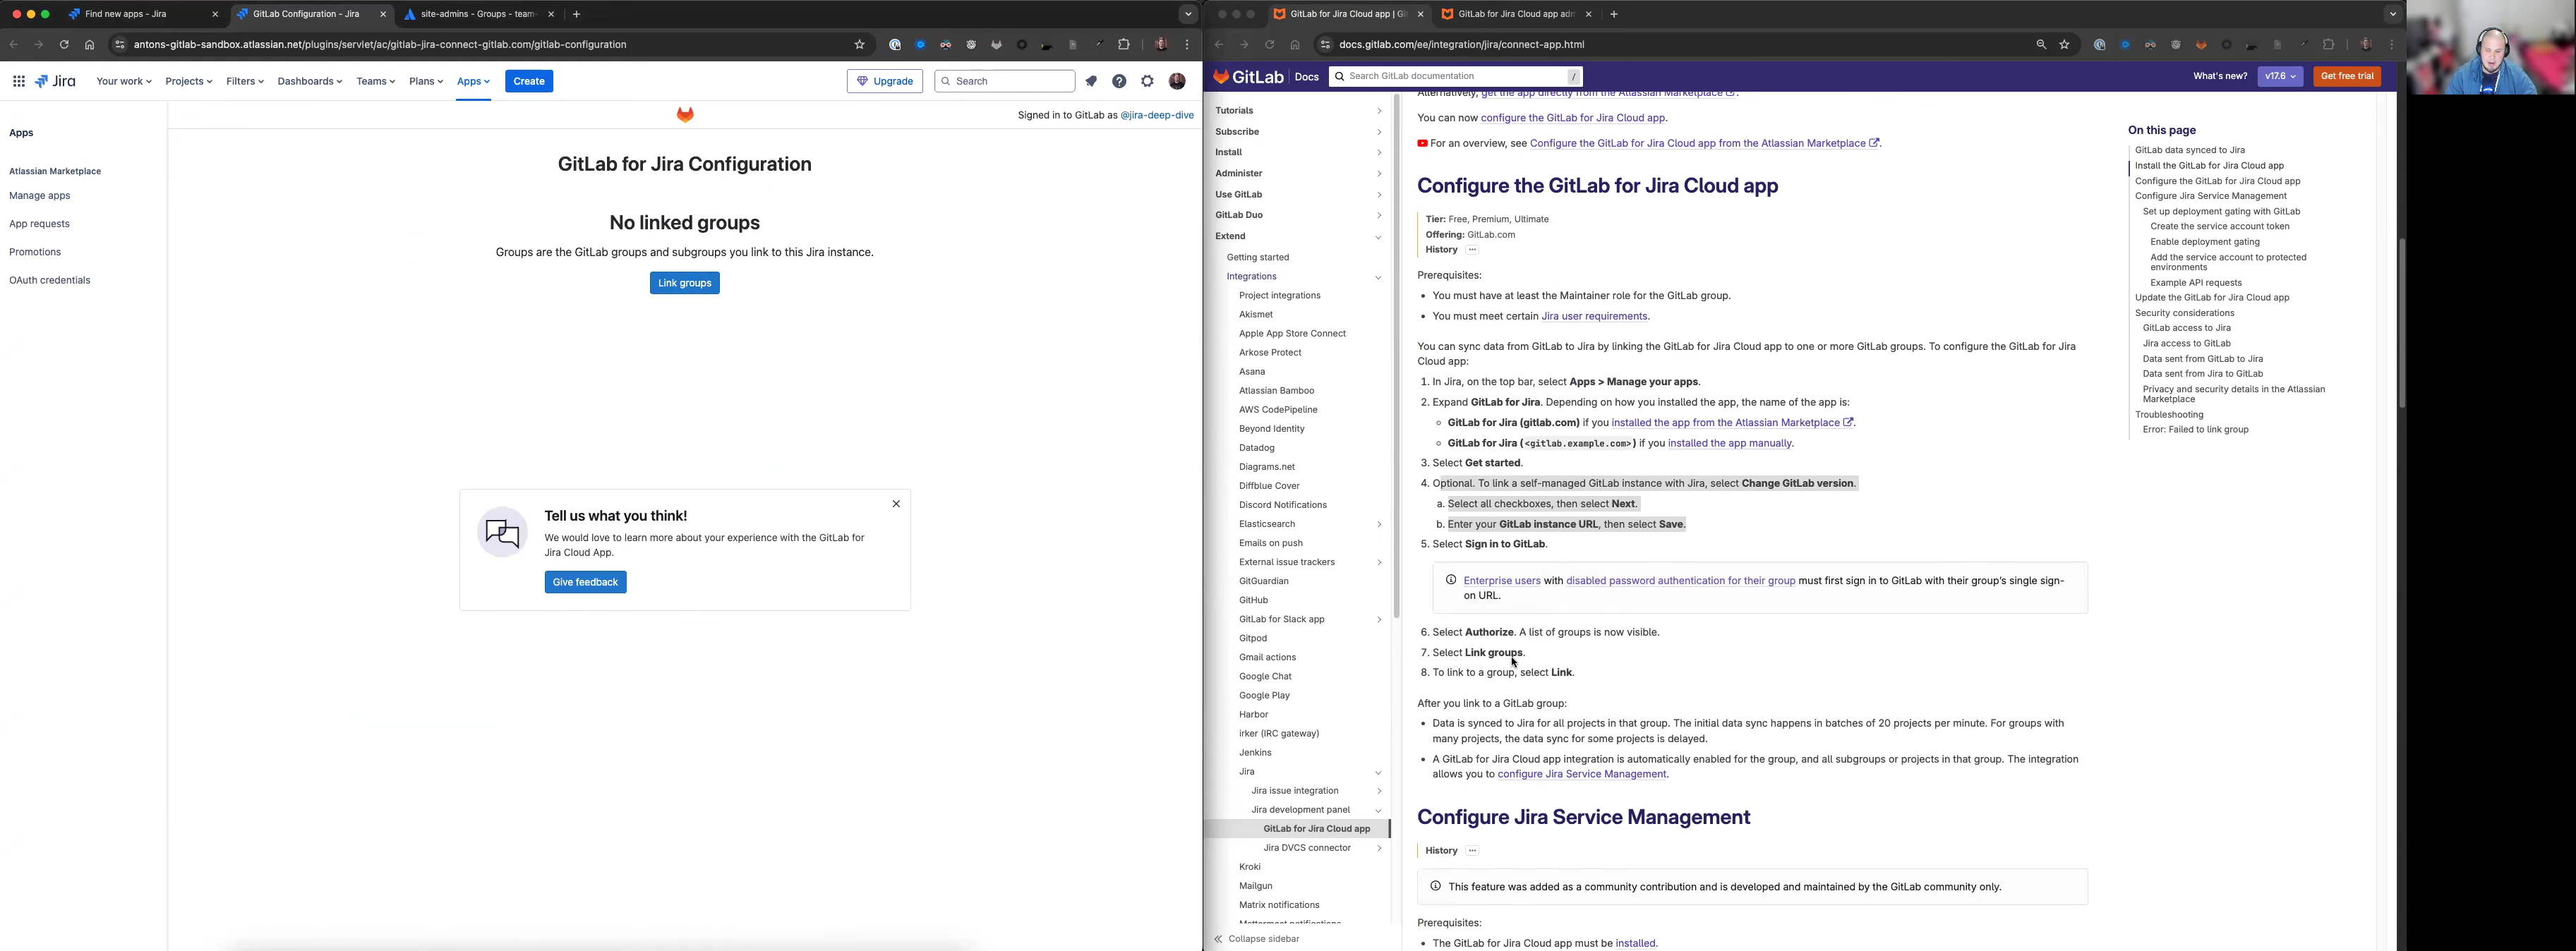 Find new apps - Jira
GitLab Configuration - Jira
site-admins - Groups - team-
antons-gitlab-sandbox.atlassian.net/plugins/servlet/ac/gitlab-jira-connect-gitlab.com/gitlab-configuration
Jira
Your work
Projects
Filters
Dashboards
Teams
Plans
Apps
Create
Upgrade
Search
Apps
Atlassian Marketplace
Manage apps
App requests
Promotions
OAuth credentials
Signed in to GitLab as @jira-deep-dive
GitLab for Jira Configuration
No linked groups
Groups are the GitLab groups and subgroups you link to this Jira instance.
Link groups
Tell us what you think!
We would love to learn more about your experience with the GitLab for
Jira Cloud App.
Give feedback
GitLab for Jira Cloud app | Gi
GitLab for Jira Cloud app adm
docs.gitlab.com/ee/integration/jira/connect-app.html
GitLab
Docs
Search GitLab documentation
/
What's new?
v17.6
Get free trial
Tutorials
Subscribe
Install
Administer
Use GitLab
GitLab Duo
Extend
Getting started
Integrations
Project integrations
Akismet
Apple App Store Connect
Arkose Protect
Asana
Atlassian Bamboo
AWS CodePipeline
Beyond Identity
Datadog
Diagrams.net
Diffblue Cover
Discord Notifications
Elasticsearch
Emails on push
External issue trackers
GitGuardian
GitHub
GitLab for Slack app
Gitpod
Gmail actions
Google Chat
Google Play
Harbor
irker (IRC gateway)
Jenkins
Jira
Jira issue integration
Jira development panel
GitLab for Jira Cloud app
Jira DVCS connector
Kroki
Mailgun
Matrix notifications
Mattermost notifications
Collapse sidebar
Alternatively, get the app directly from the Atlassian Marketplace.
You can now configure the GitLab for Jira Cloud app.
For an overview, see Configure the GitLab for Jira Cloud app from the Atlassian Marketplace.
Configure the GitLab for Jira Cloud app
Tier: Free, Premium, Ultimate
Offering: GitLab.com
History ...
Prerequisites:
• You must have at least the Maintainer role for the GitLab group.
• You must meet certain Jira user requirements.
You can sync data from GitLab to Jira by linking the GitLab for Jira Cloud app to one or more GitLab groups. To configure the GitLab for Jira
Cloud app:
1. In Jira, on the top bar, select Apps > Manage your apps.
2. Expand GitLab for Jira. Depending on how you installed the app, the name of the app is:
◦ GitLab for Jira (gitlab.com) if you installed the app from the Atlassian Marketplace.
◦ GitLab for Jira (<gitlab.example.com>) if you installed the app manually.
3. Select Get started.
4. Optional. To link a self-managed GitLab instance with Jira, select Change GitLab version.
a. Select all checkboxes, then select Next.
b. Enter your GitLab instance URL, then select Save.
5. Select Sign in to GitLab.
Enterprise users with disabled password authentication for their group must first sign in to GitLab with their group's single sign-
on URL.
6. Select Authorize. A list of groups is now visible.
7. Select Link groups.
8. To link to a group, select Link.
After you link to a GitLab group:
• Data is synced to Jira for all projects in that group. The initial data sync happens in batches of 20 projects per minute. For groups with
many projects, the data sync for some projects is delayed.
• A GitLab for Jira Cloud app integration is automatically enabled for the group, and all subgroups or projects in that group. The integration
allows you to configure Jira Service Management.
Configure Jira Service Management
History ...
This feature was added as a community contribution and is developed and maintained by the GitLab community only.
Prerequisites:
• The GitLab for Jira Cloud app must be installed.
On this page
GitLab data synced to Jira
Install the GitLab for Jira Cloud app
Configure the GitLab for Jira Cloud app
Configure Jira Service Management
Set up deployment gating with GitLab
Create the service account token
Enable deployment gating
Add the service account to protected
environments
Example API requests
Update the GitLab for Jira Cloud app
Security considerations
GitLab access to Jira
Jira access to GitLab
Data sent from GitLab to Jira
Data sent from Jira to GitLab
Privacy and security details in the Atlassian
Marketplace
Troubleshooting
Error: Failed to link group